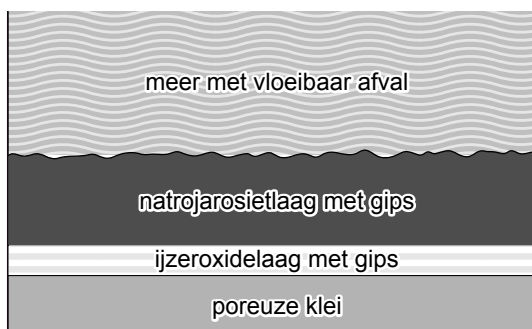 meer met vloeibaar afval
natrojarosietlaag met gips
ijzeroxidelaag met gips
poreuze klei